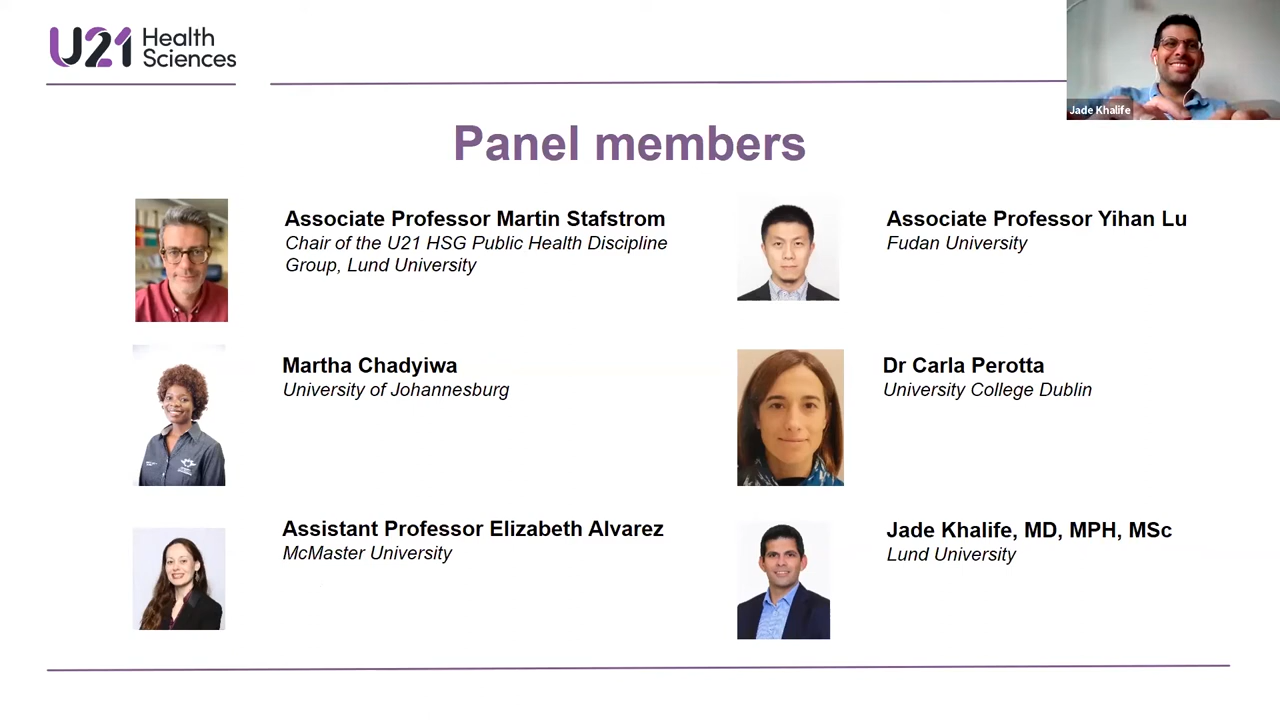 U21 Health
Sciences
Jade Khalife
Panel members
Associate Professor Martin Stafstrom
Chair of the U21 HSG Public Health Discipline
Group, Lund University
Associate Professor Yihan Lu
Fudan University
Martha Chadyiwa
University of Johannesburg
Dr Carla Perotta
University College Dublin
Assistant Professor Elizabeth Alvarez
McMaster University
Jade Khalife, MD, MPH, MSc
Lund University